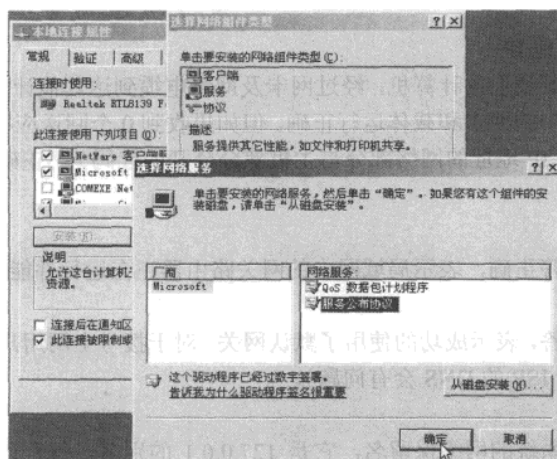 本地连接 属性
常规 验证 高级
连接时使用:
Realtek RTL8139 F
此连接使用下列项目(O):
NetWare 客户端服
Microsoft
COMEXE Ne
安装(N)...
说明
允许这台计算机
资源。
连接后在通知区
此连接被限制或
选择网络组件类型
单击要安装的网络组件类型(C):
客户端
服务
协议
描述
服务提供其它性能,如文件和打印机共享。
选择网络服务
单击要安装的网络服务,然后单击“确定”。如果您有这个组件的安
装磁盘,请单击“从磁盘安装”。
厂商
Microsoft
网络服务
QoS 数据包计划程序
服务公布协议
这个驱动程序已经过数字签署。
告诉我为什么驱动程序签名很重要
从磁盘安装(H)...
确定
取消